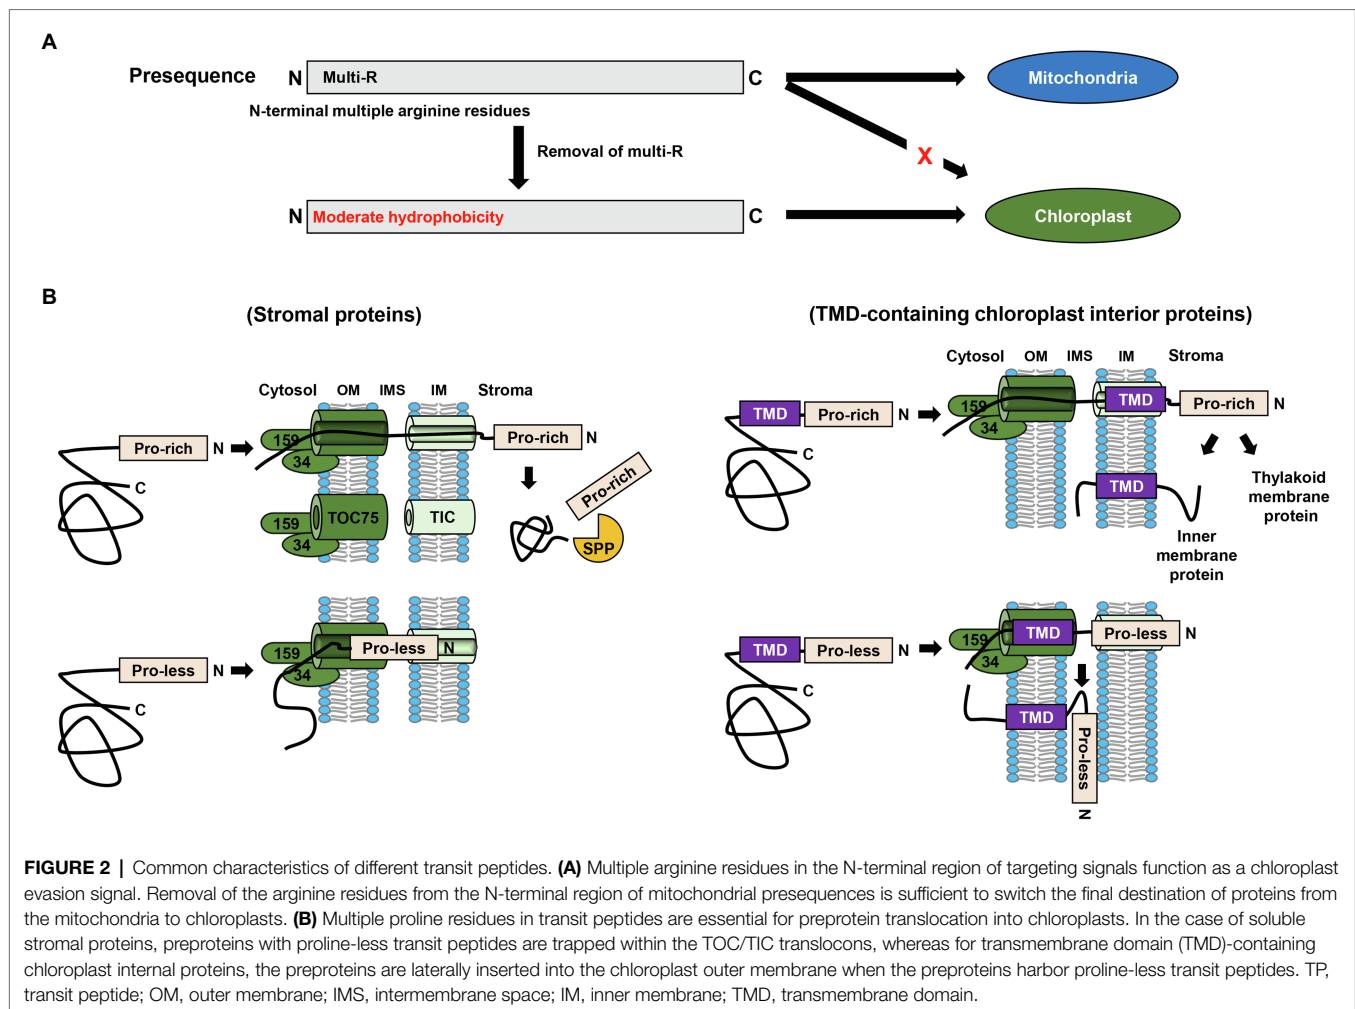 A
Presequence N Multi-R C Mitochondria
N-terminal multiple arginine residues
Removal of multi-R
X
N Moderate hydrophobicity C Chloroplast
B
(Stromal proteins)
Cytosol OM IMS IM Stroma
Pro-rich N
C
159
34
Pro-rich N
Pro-rich
159 TOC75 TIC
34
SPP
Pro-less N
C
159
34
Pro-less N
(TMD-containing chloroplast interior proteins)
Cytosol OM IMS IM Stroma
TMD Pro-rich N
C
159
34
TMD Pro-rich N
TMD
Thylakoid
membrane
protein
Inner
membrane
protein
TMD Pro-less N
C
159
34
TMD Pro-less N
TMD
Pro-less
N
FIGURE 2 | Common characteristics of different transit peptides. (A) Multiple arginine residues in the N-terminal region of targeting signals function as a chloroplast
evasion signal. Removal of the arginine residues from the N-terminal region of mitochondrial presequences is sufficient to switch the final destination of proteins from
the mitochondria to chloroplasts. (B) Multiple proline residues in transit peptides are essential for preprotein translocation into chloroplasts. In the case of soluble
stromal proteins, preproteins with proline-less transit peptides are trapped within the TOC/TIC translocons, whereas for transmembrane domain (TMD)-containing
chloroplast internal proteins, the preproteins are laterally inserted into the chloroplast outer membrane when the preproteins harbor proline-less transit peptides. TP,
transit peptide; OM, outer membrane; IMS, intermembrane space; IM, inner membrane; TMD, transmembrane domain.